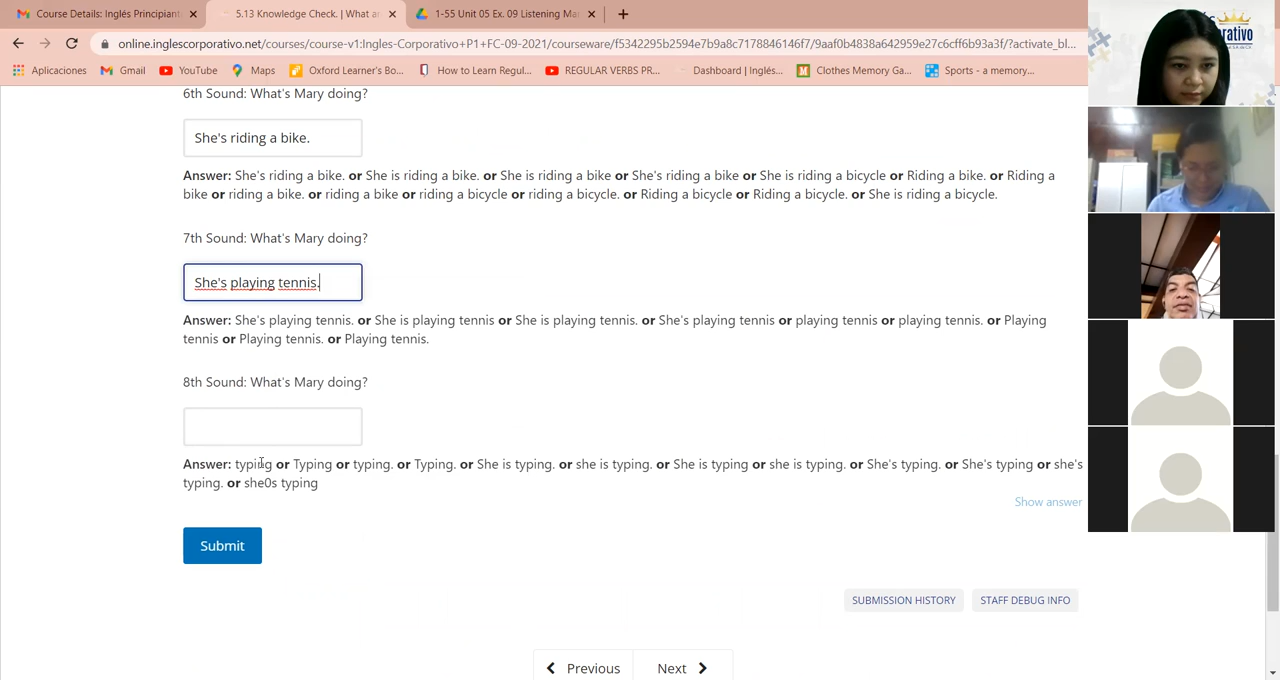 Course Details: Inglés Principiant
5.13 Knowledge Check. | What a
1-55 Unit 05 Ex. 09 Listening Ma
online.inglescorporativo.net/courses/course-v1:Ingles-Corporativo+P1+FC-09-2021/courseware/f5342295b2594e7b9a8c7178846146f7/9aaf0b4838a642959e27c6cff6b93a3f/?activate_bl...
Aplicaciones
Gmail
YouTube
Maps
Oxford Learner's Bo...
How to Learn Regul...
REGULAR VERBS PR...
Dashboard | Inglés...
Clothes Memory Ga...
Sports - a memory...
6th Sound: What's Mary doing?
She's riding a bike.
Answer: She's riding a bike. or She is riding a bike. or She is riding a bike or She's riding a bike or She is riding a bicycle or Riding a bike. or Riding a
bike or riding a bike. or riding a bike or riding a bicycle or riding a bicycle. or Riding a bicycle or Riding a bicycle. or She is riding a bicycle.
7th Sound: What's Mary doing?
She's playing tennis.
Answer: She's playing tennis. or She is playing tennis or She is playing tennis. or She's playing tennis or playing tennis or playing tennis. or Playing
tennis or Playing tennis. or Playing tennis.
8th Sound: What's Mary doing?
Answer: typing or Typing or typing. or Typing. or She is typing. or she is typing. or She is typing or she is typing. or She's typing. or She's typing or she's
typing. or she0s typing
Show answer
Submit
SUBMISSION HISTORY
STAFF DEBUG INFO
Previous
Next